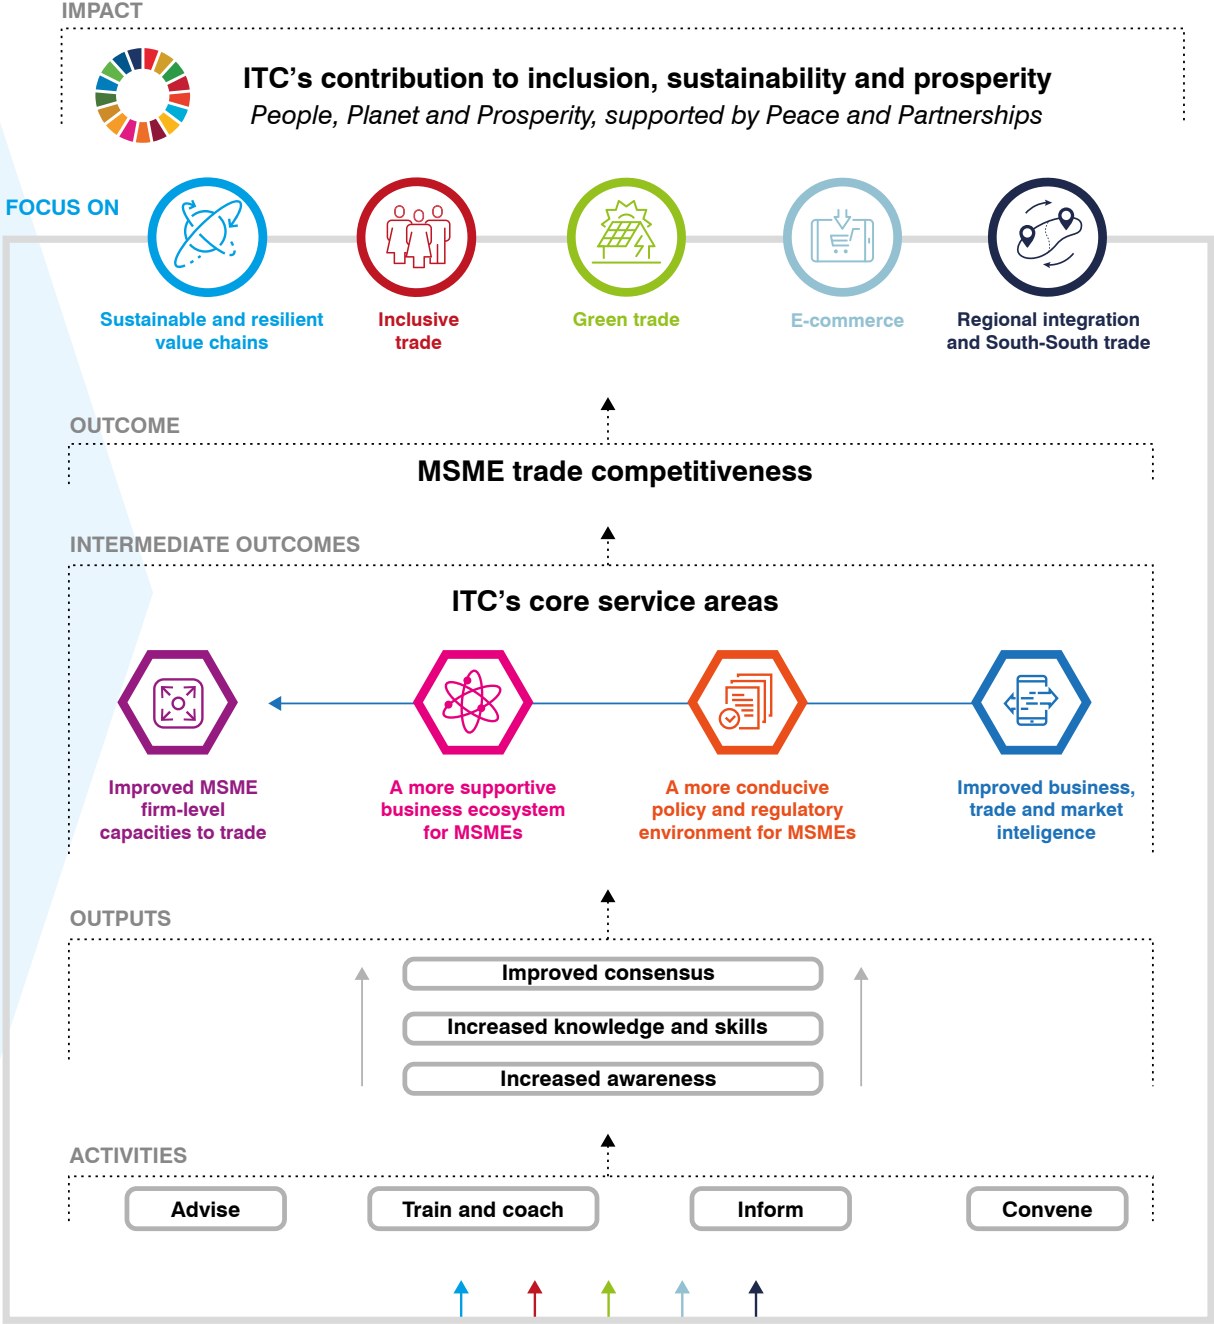 IMPACT
ITC’s contribution to inclusion, sustainability and prosperity
People, Planet and Prosperity, supported by Peace and Partnerships
FOCUS ON
Sustainable and resilient
value chains
Inclusive
trade
Green trade
E-commerce
Regional integration
and South-South trade
OUTCOME
MSME trade competitiveness
INTERMEDIATE OUTCOMES
ITC’s core service areas
Improved MSME
firm-level
capacities to trade
A more supportive
business ecosystem
for MSMEs
A more conducive
policy and regulatory
environment for MSMEs
Improved business,
trade and market
inteligence
OUTPUTS
Improved consensus
Increased knowledge and skills
Increased awareness
ACTIVITIES
Advise
Train and coach
Inform
Convene